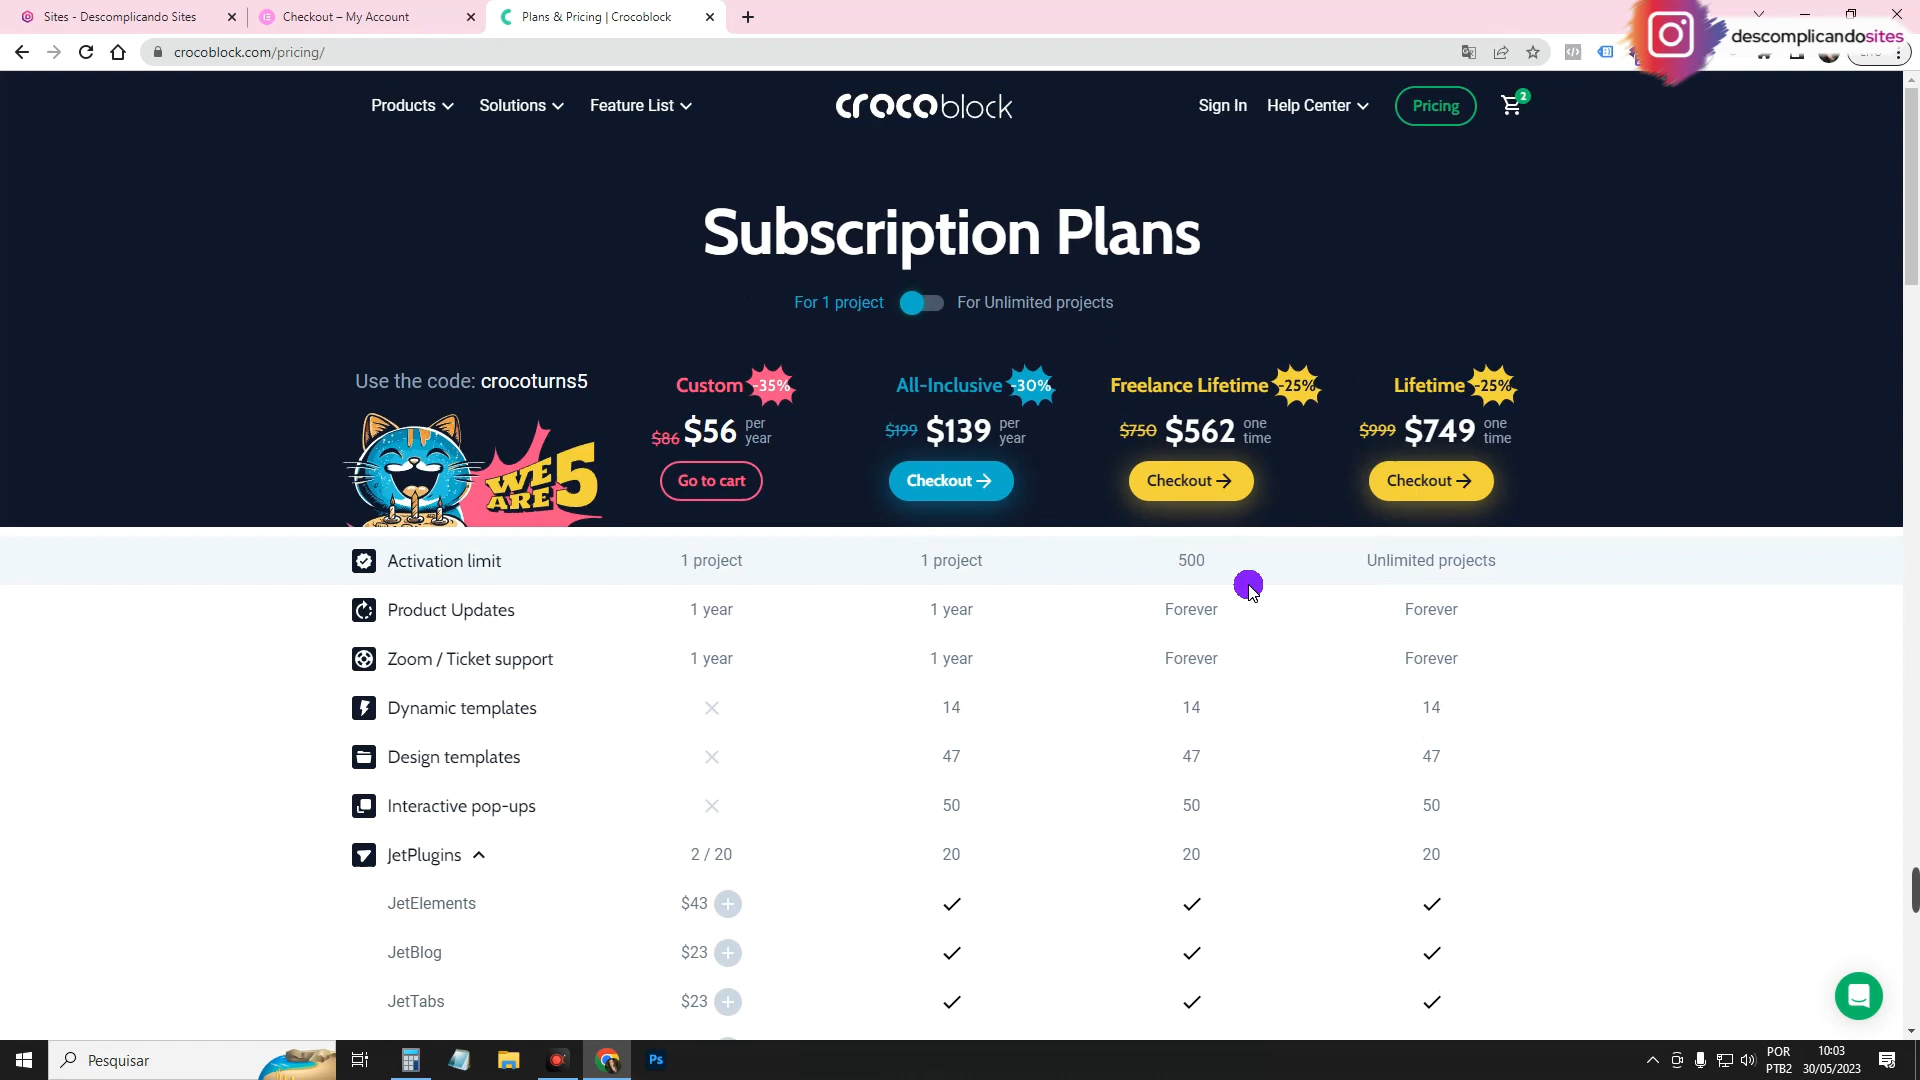 Sites - Descomplicando Sites
Checkout – My Account
Plans & Pricing | Crocoblock
descomplicandosites
crocoblock.com/pricing/
Products
Solutions
Feature List
crocoblock
Sign In
Help Center
Pricing
2
Subscription Plans
For 1 project
For Unlimited projects
Use the code: crocoturns5
WE ARE 5
Custom -35%
$86 $56 per year
Go to cart
All-Inclusive -30%
$199 $139 per year
Checkout →
Freelance Lifetime -25%
$750 $562 one time
Checkout →
Lifetime -25%
$999 $749 one time
Checkout →
Activation limit 1 project 1 project 500 Unlimited projects
Product Updates 1 year 1 year Forever Forever
Zoom / Ticket support 1 year 1 year Forever Forever
Dynamic templates 14 14 14
Design templates 47 47 47
Interactive pop-ups 50 50 50
JetPlugins 2 / 20 20 20 20
JetElements $43 +
JetBlog $23 +
JetTabs $23 +
Pesquisar
Ps
POR
PTB2
10:03
30/05/2023